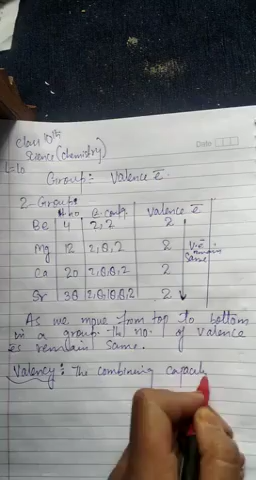 Class 10th
Science (Chemistry)
Date
L=10
Group:- Valence e̅.
2-Group:-
At no e̅.config. Valence e̅
Be 4 2,2 2
Mg 12 2,8,2 2
Ca 20 2,8,8,2 2
Sr 38 2,8,18,8,2 2
v.e̅ remain same
As we move from top to bottom
in a group the no. of Valence
es remain same.
Valency:- The combining capacity